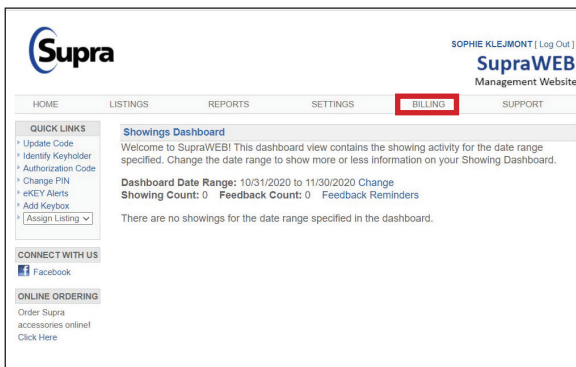 Supra
SOPHIE KLEJMONT [ Log Out ]
SupraWEB
Management Website
HOME LISTINGS REPORTS SETTINGS BILLING SUPPORT
QUICK LINKS
Update Code
Identify Keyholder
Authorization Code
Change PIN
eKEY Alerts
Add Keybox
Assign Listing
CONNECT WITH US
Facebook
ONLINE ORDERING
Order Supra
accessories online!
Click Here
Showings Dashboard
Welcome to SupraWEB! This dashboard view contains the showing activity for the date range
specified. Change the date range to show more or less information on your Showing Dashboard.
Dashboard Date Range: 10/31/2020 to 11/30/2020 Change
Showing Count: 0 Feedback Count: 0 Feedback Reminders
There are no showings for the date range specified in the dashboard.